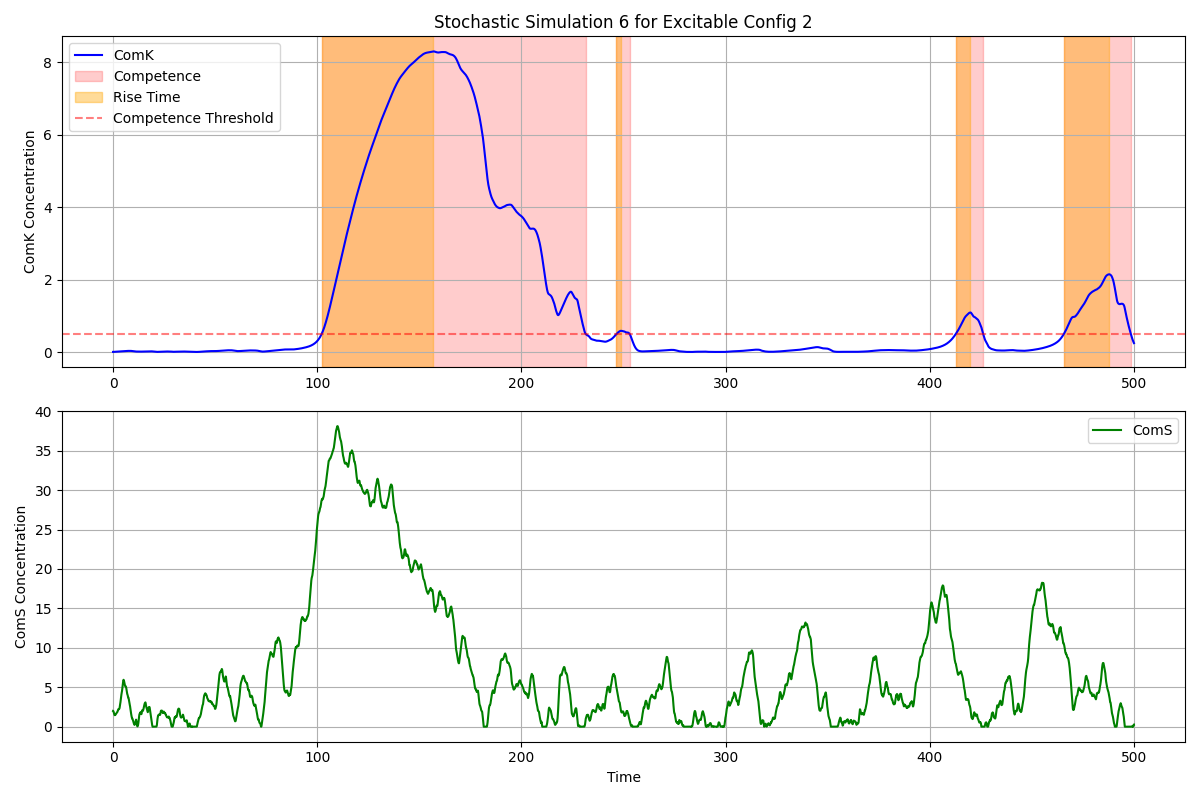 Stochastic Simulation 6 for Excitable Config 2
ComK
Competence
Rise Time
Competence Threshold
ComK Concentration
8
6
4
2
0
0 100 200 300 400 500
ComS
ComS Concentration
40
35
30
25
20
15
10
5
0
0 100 200 300 400 500
Time